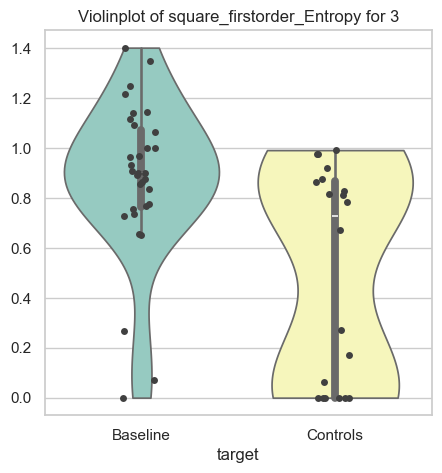 Violinplot of square_firstorder_Entropy for 3
1.4
1.2
1.0
0.8
0.6
0.4
0.2
0.0
Baseline Controls
target